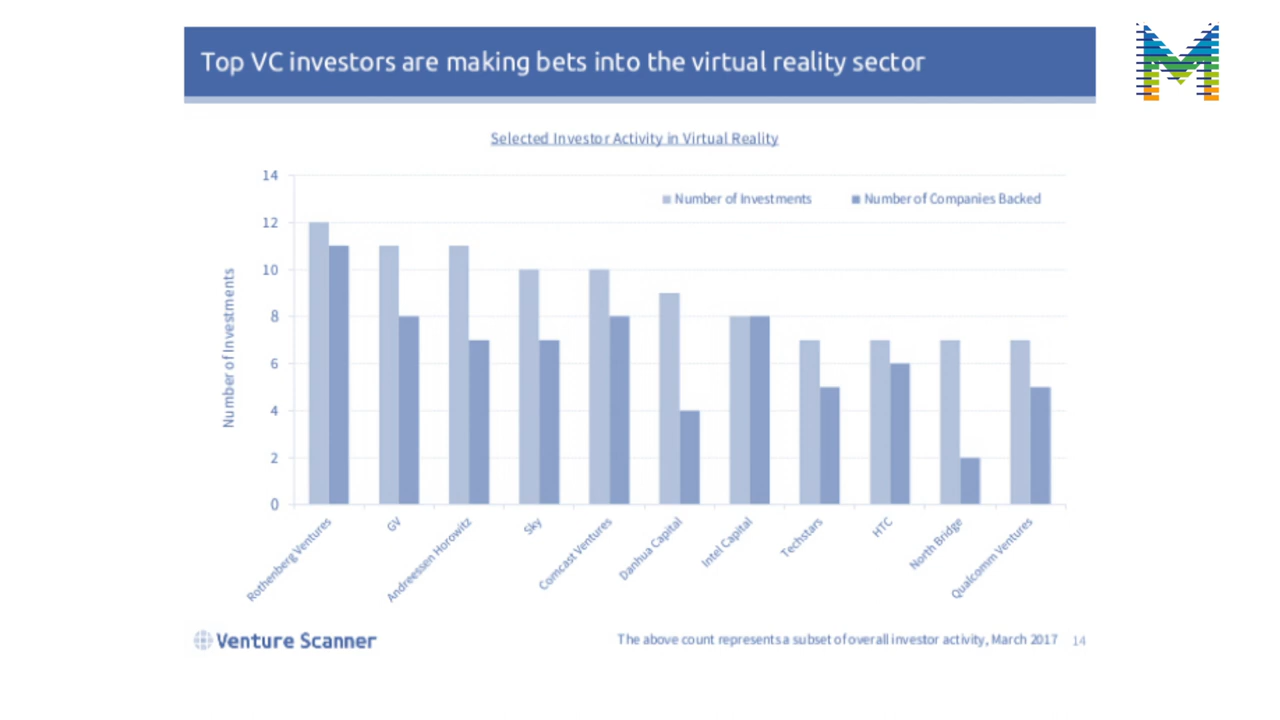 Top VC investors are making bets into the virtual reality sector
M
Selected Investor Activity in Virtual Reality
Number of Investments
Number of Companies Backed
Number of Investments
14
12
10
8
6
4
2
0
Rothenberg Ventures
GV
Andreessen Horowitz
Sky
Comcast Ventures
Danhua Capital
Intel Capital
Techstars
HTC
North Bridge
Qualcomm Ventures
Venture Scanner
The above count represents a subset of overall investor activity, March 2017
14